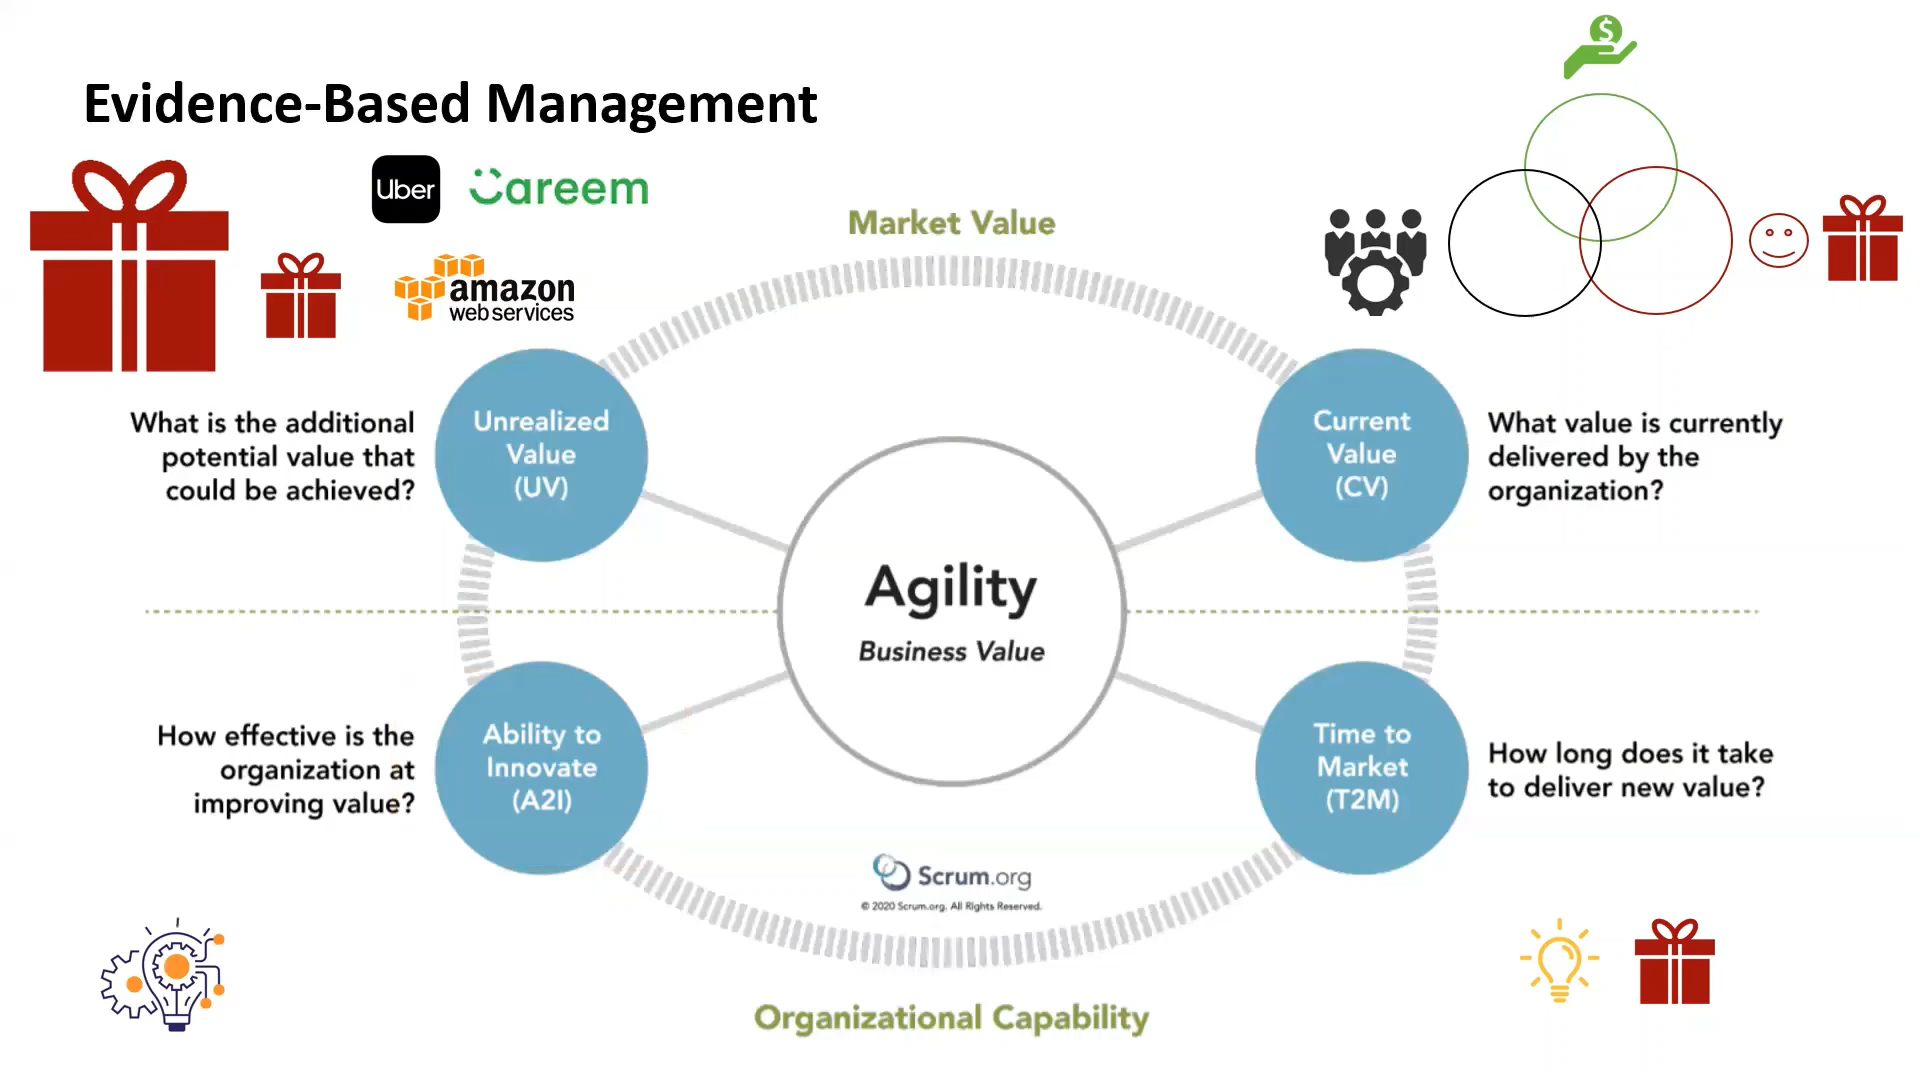 Evidence-Based Management
Uber
Careem
amazon
web services
Market Value
What is the additional
potential value that
could be achieved?
Unrealized
Value
(UV)
Current
Value
(CV)
What value is currently
delivered by the
organization?
Agility
Business Value
How effective is the
organization at
improving value?
Ability to
Innovate
(A2I)
Time to
Market
(T2M)
How long does it take
to deliver new value?
Scrum.org
© 2020 Scrum.org. All Rights Reserved.
Organizational Capability
$